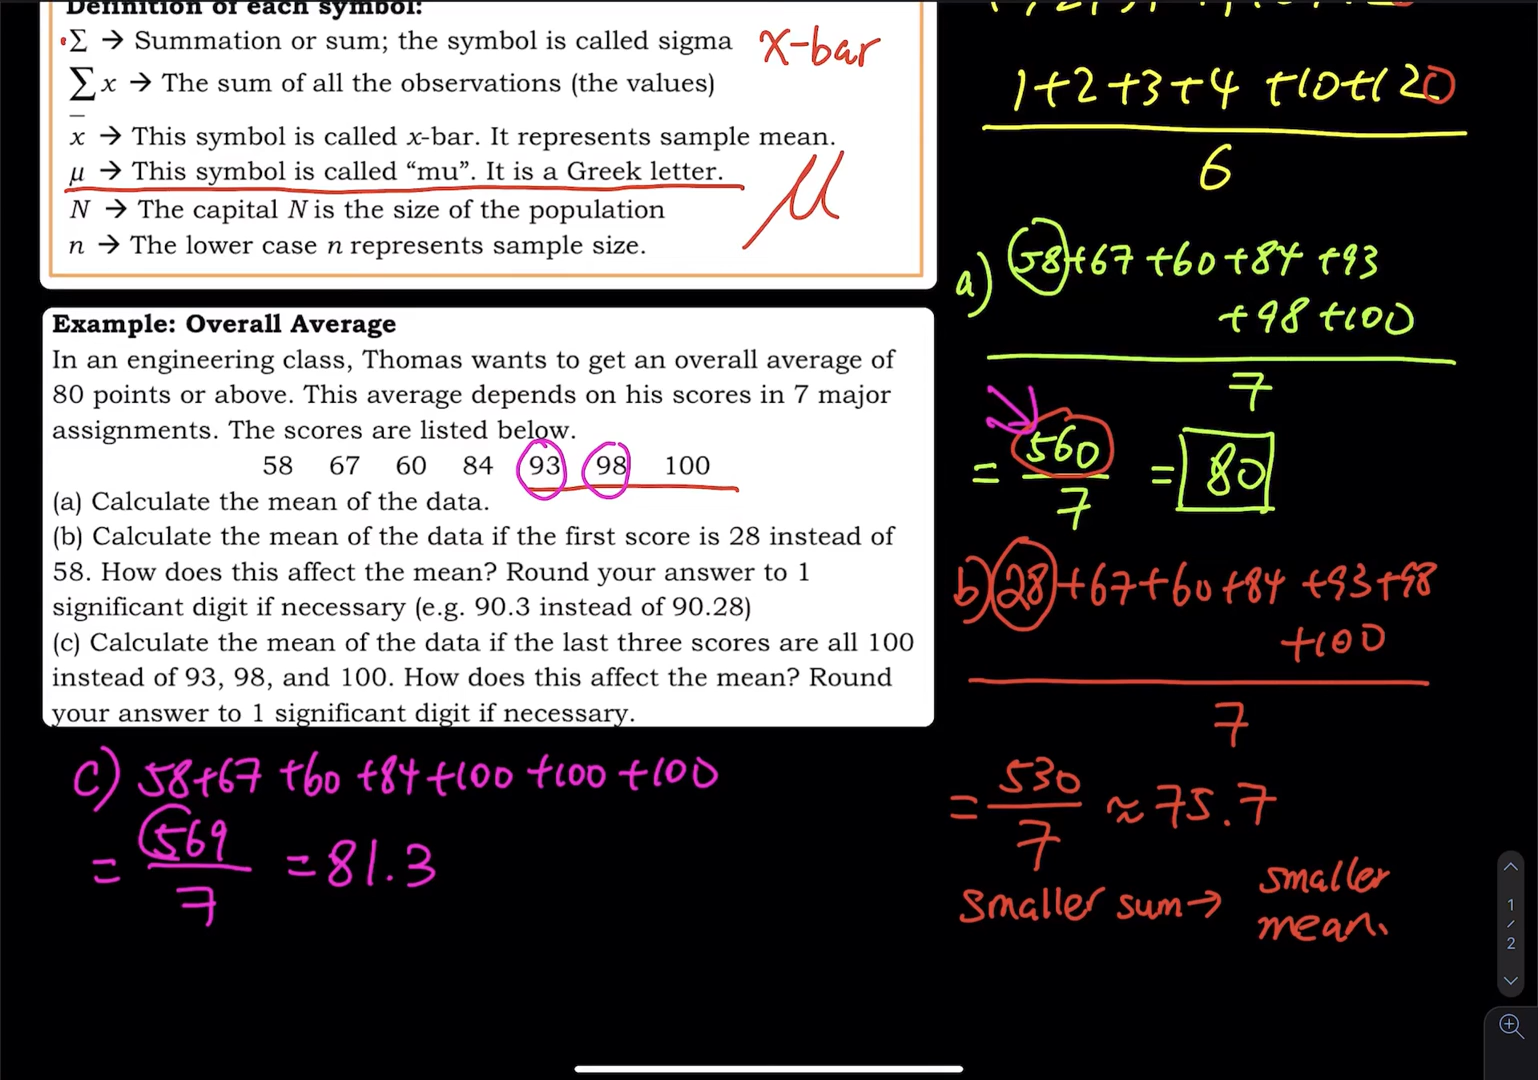 Definition of each symbol:
Σ → Summation or sum; the symbol is called sigma
∑x → The sum of all the observations (the values)
x̄ → This symbol is called x-bar. It represents sample mean.
μ → This symbol is called “mu”. It is a Greek letter.
N → The capital N is the size of the population
n → The lower case n represents sample size.
x-bar
μ
Example: Overall Average
In an engineering class, Thomas wants to get an overall average of
80 points or above. This average depends on his scores in 7 major
assignments. The scores are listed below.
58 67 60 84 93 98 100
(a) Calculate the mean of the data.
(b) Calculate the mean of the data if the first score is 28 instead of
58. How does this affect the mean? Round your answer to 1
significant digit if necessary (e.g. 90.3 instead of 90.28)
(c) Calculate the mean of the data if the last three scores are all 100
instead of 93, 98, and 100. How does this affect the mean? Round
your answer to 1 significant digit if necessary.
c) 58+67+60+84+100+100+100
= 569
7
= 81.3
1+2+3+4+10+120
6
a) 58+67+60+84+93
+98+100
7
= 560
7
= 80
b) 28+67+60+84+93+98
+100
7
= 530
7
≈ 75.7
smaller sum → smaller
mean.
1
/
2